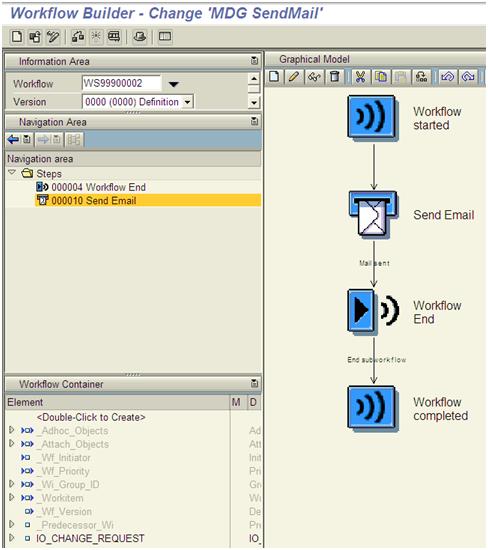 Workflow Builder - Change 'MDG SendMail'
Information Area
Workflow WS99900002
Version 0000 (0000) Definition
Navigation Area
Navigation area
Steps
000004 Workflow End
000010 Send Email
Workflow Container
Element M D
<Double-Click to Create>
_Adhoc_Objects Ad
_Attach_Objects Att
_Wf_Initiator Init
_Wf_Priority Pri
_Wi_Group_ID Gr
_Workitem Wo
_Wf_Version De
_Predecessor_Wi Pr
IO_CHANGE_REQUEST IO_
Graphical Model
Workflow
started
Send Email
Mail sent
Workflow
End
End subworkflow
Workflow
completed